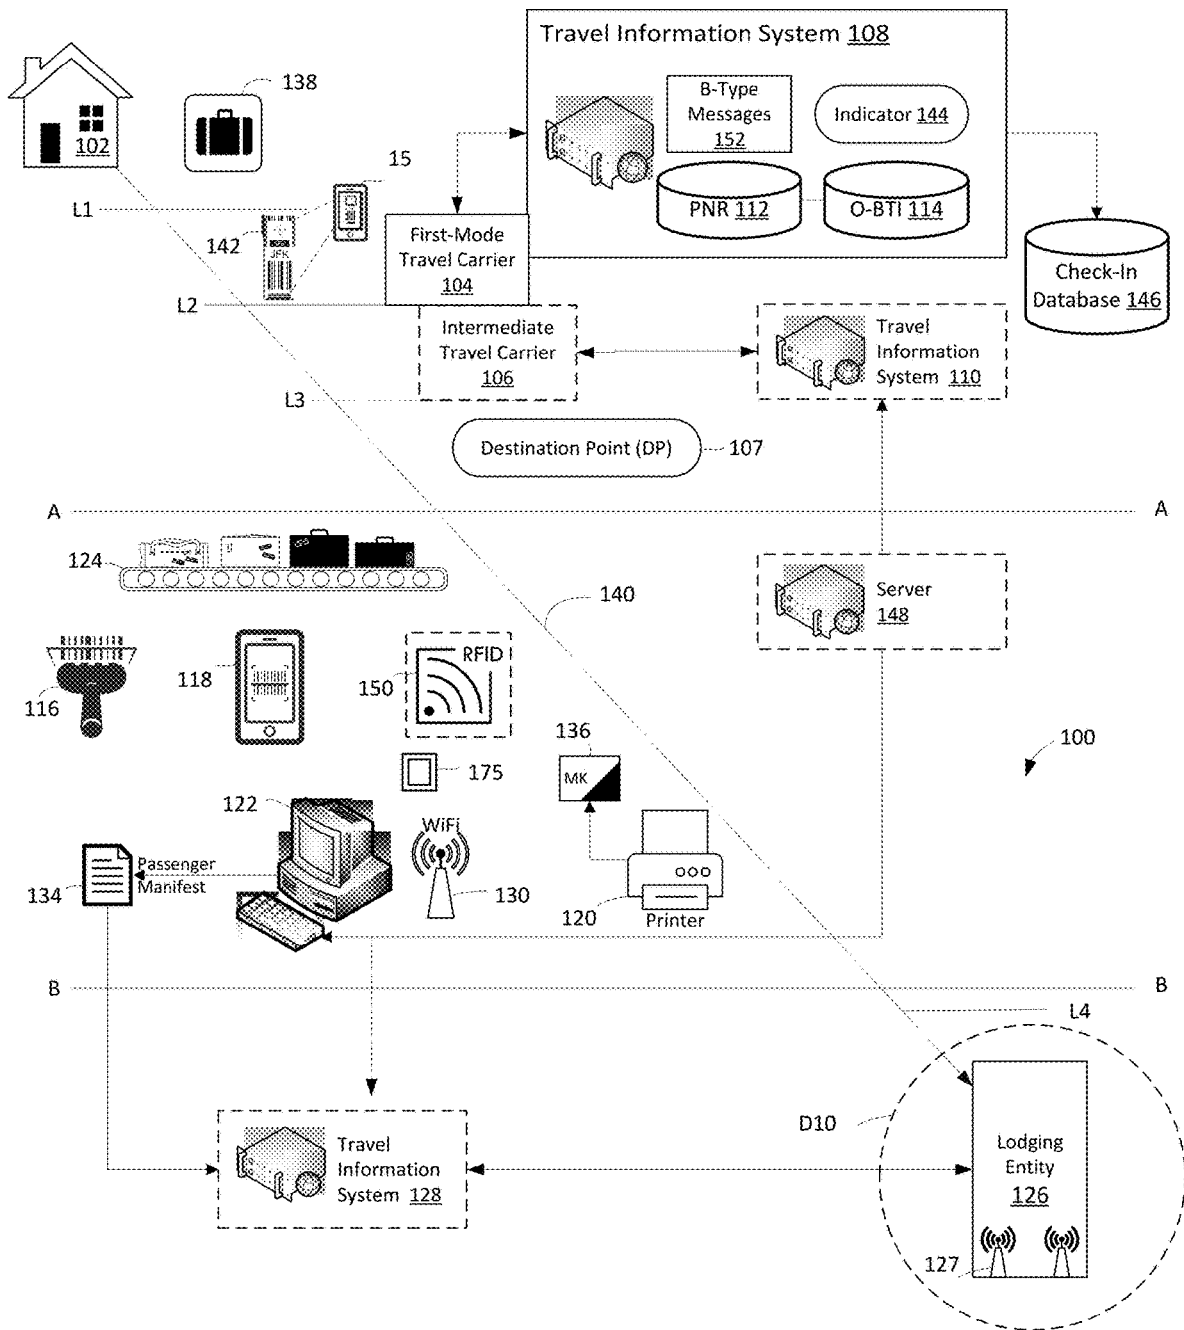 Travel Information System 108
138
102
B-Type
Messages
152
Indicator 144
15
L1
142
JFK
PNR 112
O-BTI 114
First-Mode
Travel Carrier
104
Check-In
Database 146
L2
Intermediate
Travel Carrier
106
Travel
Information
System 110
L3
Destination Point (DP)
107
A
A
124
140
Server
148
116
118
150
RFID
136
100
175
MK
122
WiFi
Passenger
Manifest
134
130
120
Printer
B
B
L4
D10
Travel
Information
System 128
Lodging
Entity
126
127